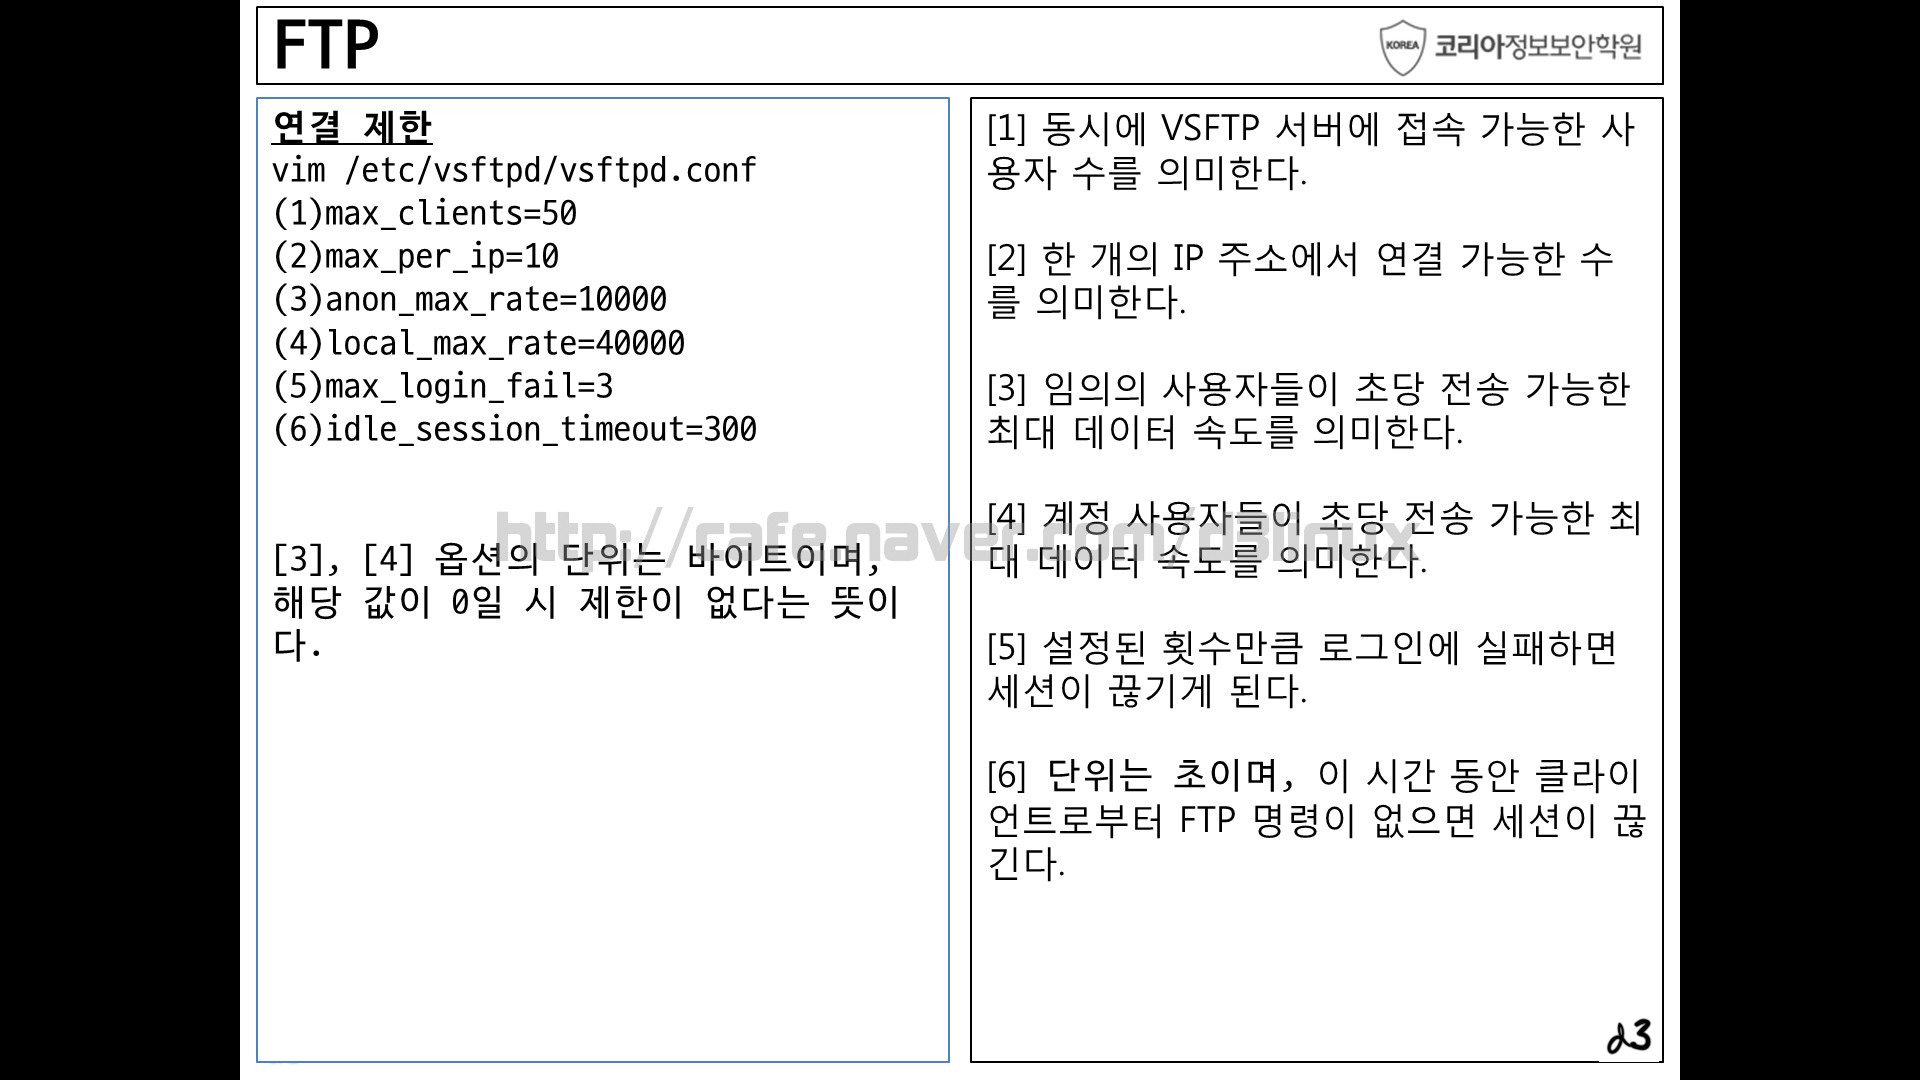 FTP
KOREA 코리아정보보안학원
연결 제한
vim /etc/vsftpd/vsftpd.conf
(1)max_clients=50
(2)max_per_ip=10
(3)anon_max_rate=10000
(4)local_max_rate=40000
(5)max_login_fail=3
(6)idle_session_timeout=300
[3], [4] 옵션의 단위는 바이트이며,
해당 값이 0일 시 제한이 없다는 뜻이
다.
[1] 동시에 VSFTP 서버에 접속 가능한 사
용자 수를 의미한다.
[2] 한 개의 IP 주소에서 연결 가능한 수
를 의미한다.
[3] 임의의 사용자들이 초당 전송 가능한
최대 데이터 속도를 의미한다.
[4] 계정 사용자들이 초당 전송 가능한 최
대 데이터 속도를 의미한다.
[5] 설정된 횟수만큼 로그인에 실패하면
세션이 끊기게 된다.
[6] 단위는 초이며, 이 시간 동안 클라이
언트로부터 FTP 명령이 없으면 세션이 끊
긴다.
http://cafe.naver.com/d3linux
d3